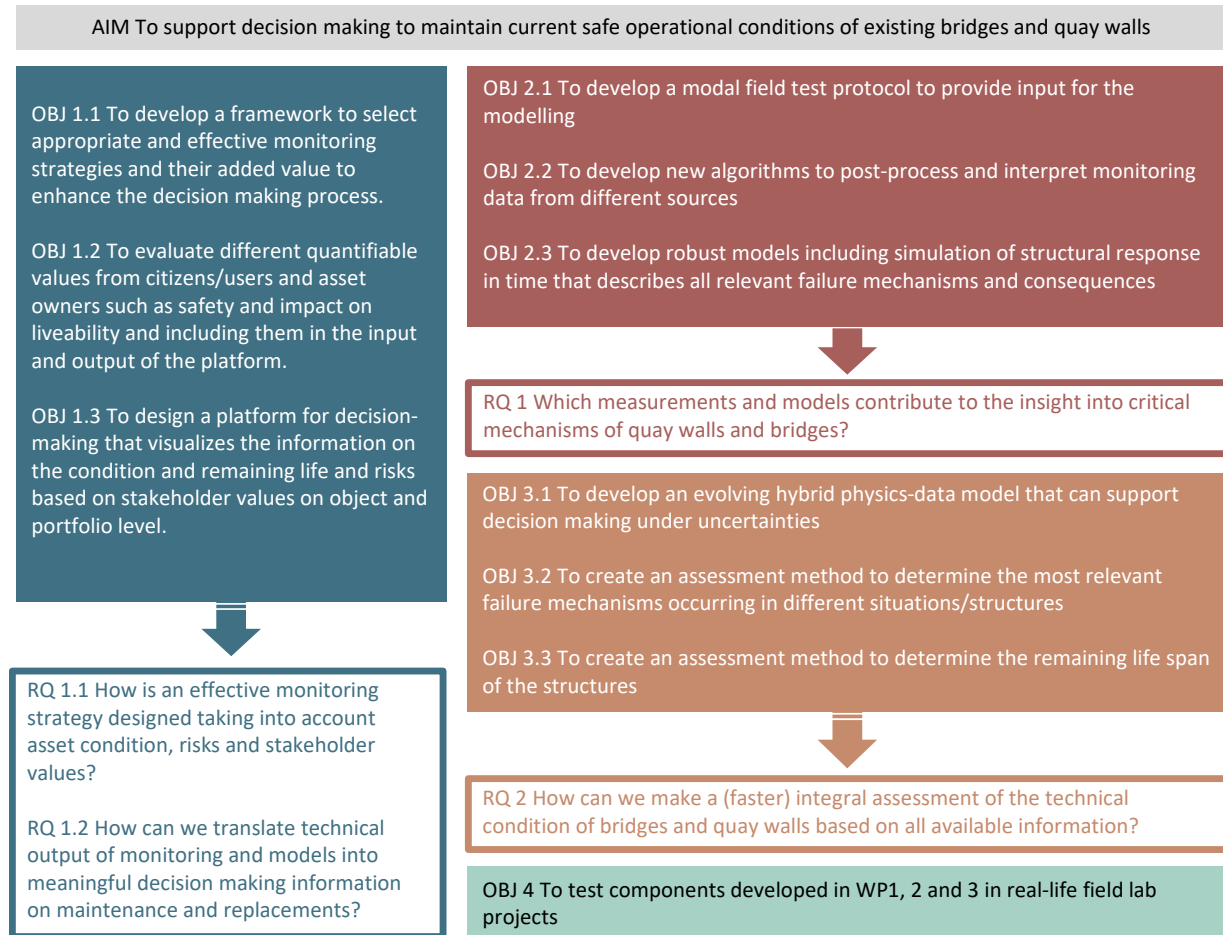 AIM To support decision making to maintain current safe operational conditions of existing bridges and quay walls
OBJ 1.1 To develop a framework to select
appropriate and effective monitoring
strategies and their added value to
enhance the decision making process.
OBJ 1.2 To evaluate different quantifiable
values from citizens/users and asset
owners such as safety and impact on
liveability and including them in the input
and output of the platform.
OBJ 1.3 To design a platform for decision-
making that visualizes the information on
the condition and remaining life and risks
based on stakeholder values on object and
portfolio level.
RQ 1.1 How is an effective monitoring
strategy designed taking into account
asset condition, risks and stakeholder
values?
RQ 1.2 How can we translate technical
output of monitoring and models into
meaningful decision making information
on maintenance and replacements?
OBJ 2.1 To develop a modal field test protocol to provide input for the
modelling
OBJ 2.2 To develop new algorithms to post-process and interpret monitoring
data from different sources
OBJ 2.3 To develop robust models including simulation of structural response
in time that describes all relevant failure mechanisms and consequences
RQ 1 Which measurements and models contribute to the insight into critical
mechanisms of quay walls and bridges?
OBJ 3.1 To develop an evolving hybrid physics-data model that can support
decision making under uncertainties
OBJ 3.2 To create an assessment method to determine the most relevant
failure mechanisms occurring in different situations/structures
OBJ 3.3 To create an assessment method to determine the remaining life span
of the structures
RQ 2 How can we make a (faster) integral assessment of the technical
condition of bridges and quay walls based on all available information?
OBJ 4 To test components developed in WP1, 2 and 3 in real-life field lab
projects